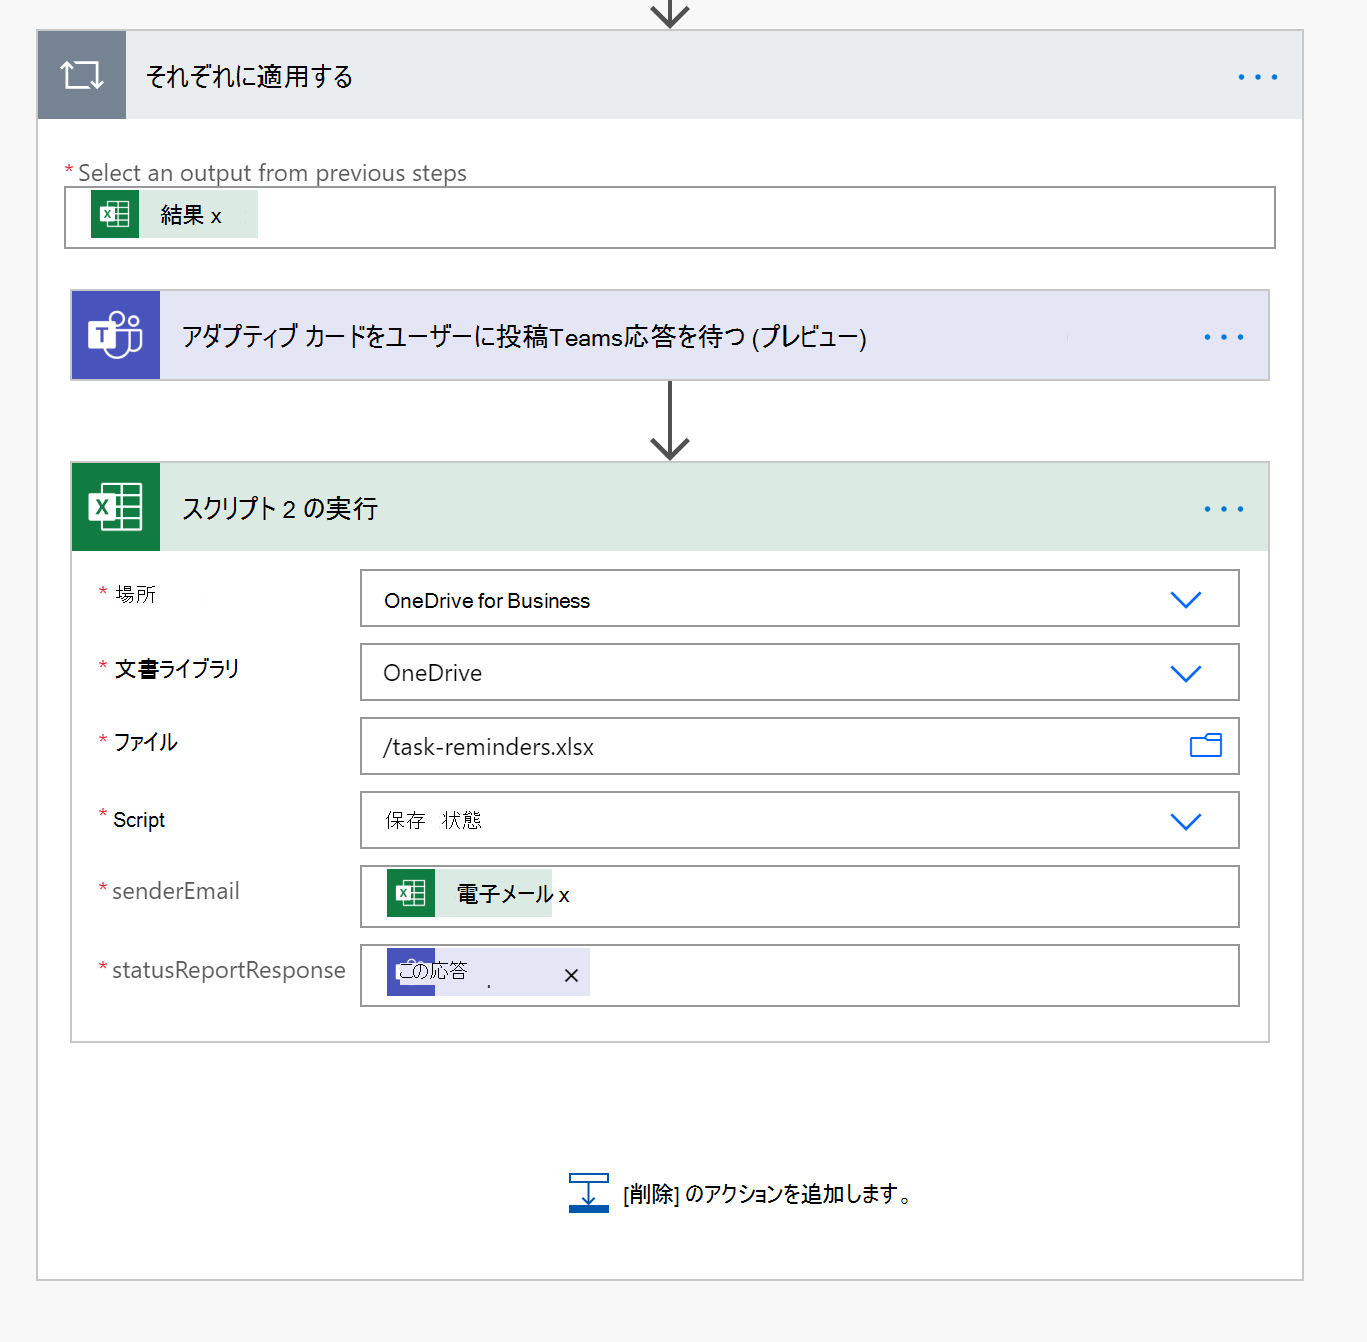 それぞれに適用する
* Select an output from previous steps
結果 x
アダプティブ カードをユーザーに投稿Teams応答を待つ (プレビュー)
スクリプト 2 の実行
* 場所 OneDrive for Business
* 文書ライブラリ OneDrive
* ファイル /task-reminders.xlsx
* Script 保存 状態
* senderEmail 電子メール x
* statusReportResponse この応答 ×
[削除] のアクションを追加します。